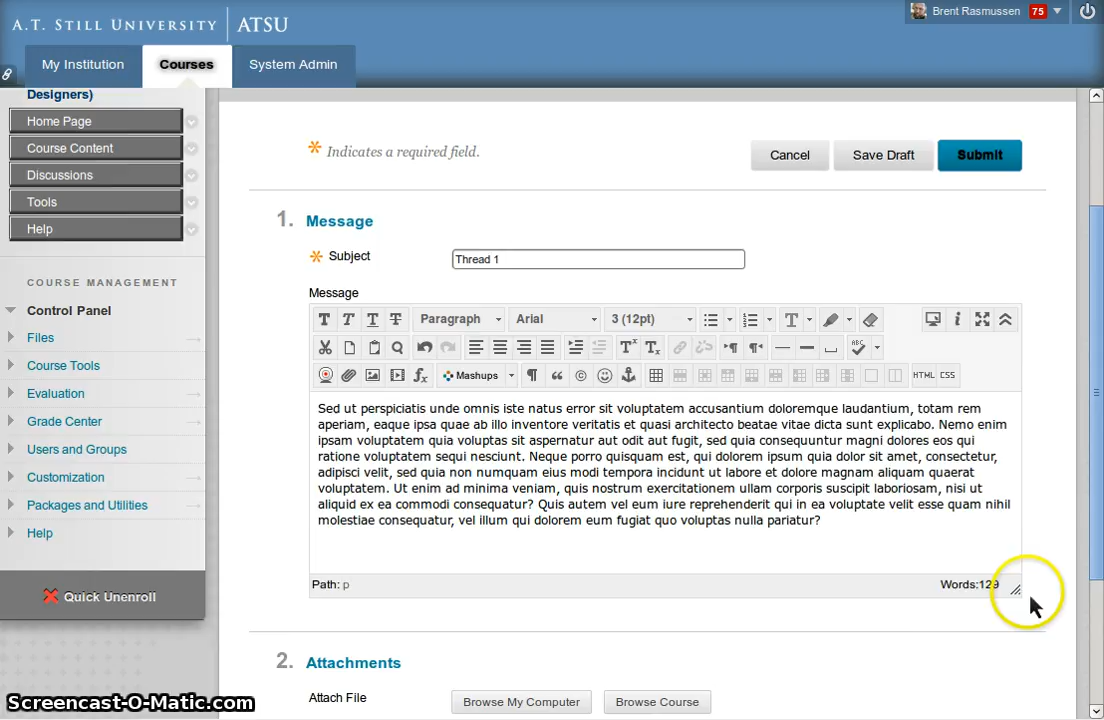 A.T. STILL UNIVERSITY ATSU
Brent Rasmussen 75
My Institution Courses System Admin
Designers)
Home Page
Course Content
Discussions
Tools
Help
COURSE MANAGEMENT
Control Panel
Files
Course Tools
Evaluation
Grade Center
Users and Groups
Customization
Packages and Utilities
Help
Quick Unenroll
Indicates a required field.
Cancel Save Draft Submit
1. Message
Subject Thread 1
Message
T T T T Paragraph Arial 3 (12pt) T
ABC
Mashups HTML CSS
Sed ut perspiciatis unde omnis iste natus error sit voluptatem accusantium doloremque laudantium, totam rem
aperiam, eaque ipsa quae ab illo inventore veritatis et quasi architecto beatae vitae dicta sunt explicabo. Nemo enim
ipsam voluptatem quia voluptas sit aspernatur aut odit aut fugit, sed quia consequuntur magni dolores eos qui
ratione voluptatem sequi nesciunt. Neque porro quisquam est, qui dolorem ipsum quia dolor sit amet, consectetur,
adipisci velit, sed quia non numquam eius modi tempora incidunt ut labore et dolore magnam aliquam quaerat
voluptatem. Ut enim ad minima veniam, quis nostrum exercitationem ullam corporis suscipit laboriosam, nisi ut
aliquid ex ea commodi consequatur? Quis autem vel eum iure reprehenderit qui in ea voluptate velit esse quam nihil
molestiae consequatur, vel illum qui dolorem eum fugiat quo voluptas nulla pariatur?
Path: p Words:129
2. Attachments
Attach File Browse My Computer Browse Course
Screencast-O-Matic.com